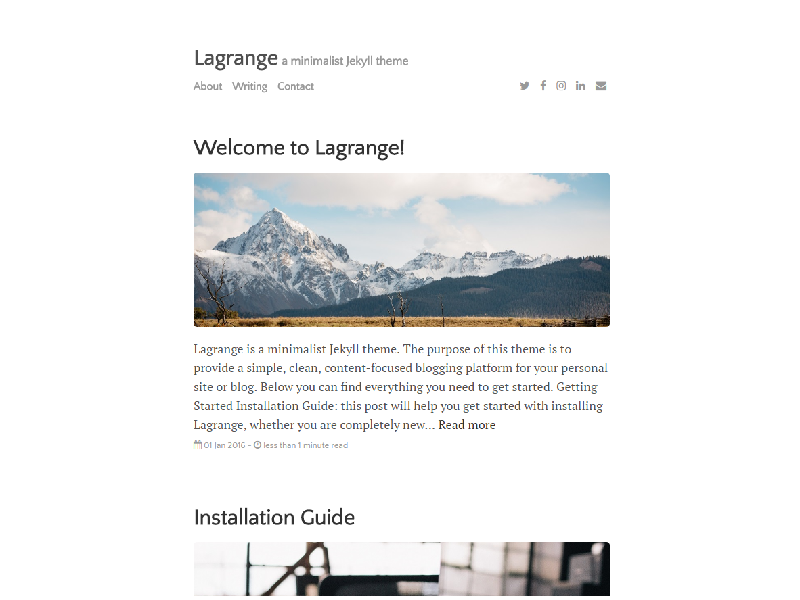 Lagrange a minimalist Jekyll theme
About Writing Contact
Welcome to Lagrange!
Lagrange is a minimalist Jekyll theme. The purpose of this theme is to
provide a simple, clean, content-focused blogging platform for your personal
site or blog. Below you can find everything you need to get started. Getting
Started Installation Guide: this post will help you get started with installing
Lagrange, whether you are completely new... Read more
01 Jan 2016 - less than 1 minute read
Installation Guide